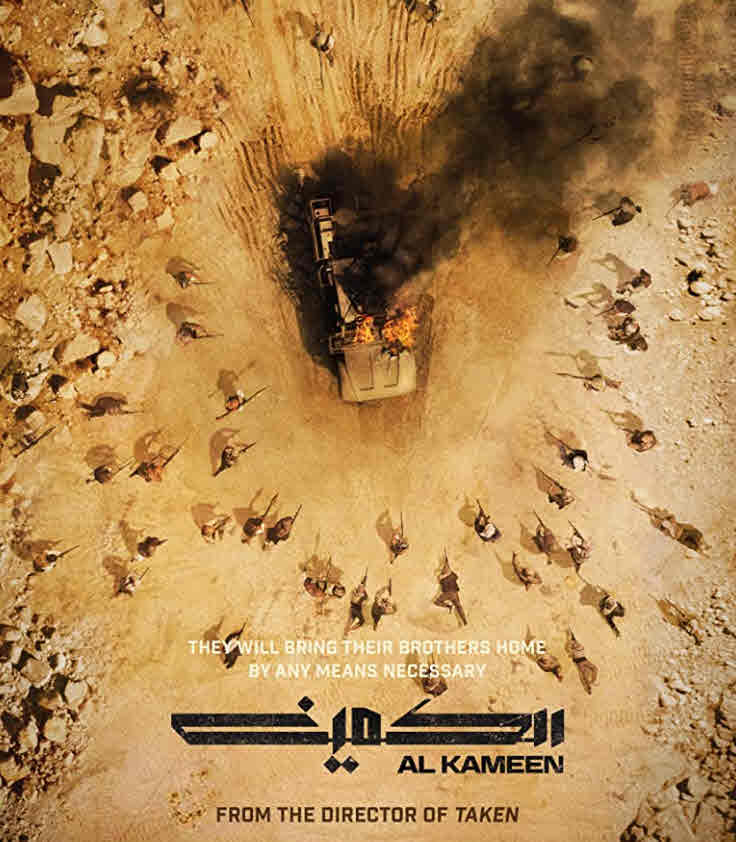 THEY WILL BRING THEIR BROTHERS HOME
BY ANY MEANS NECESSARY
الكمين
AL KAMEEN
FROM THE DIRECTOR OF TAKEN